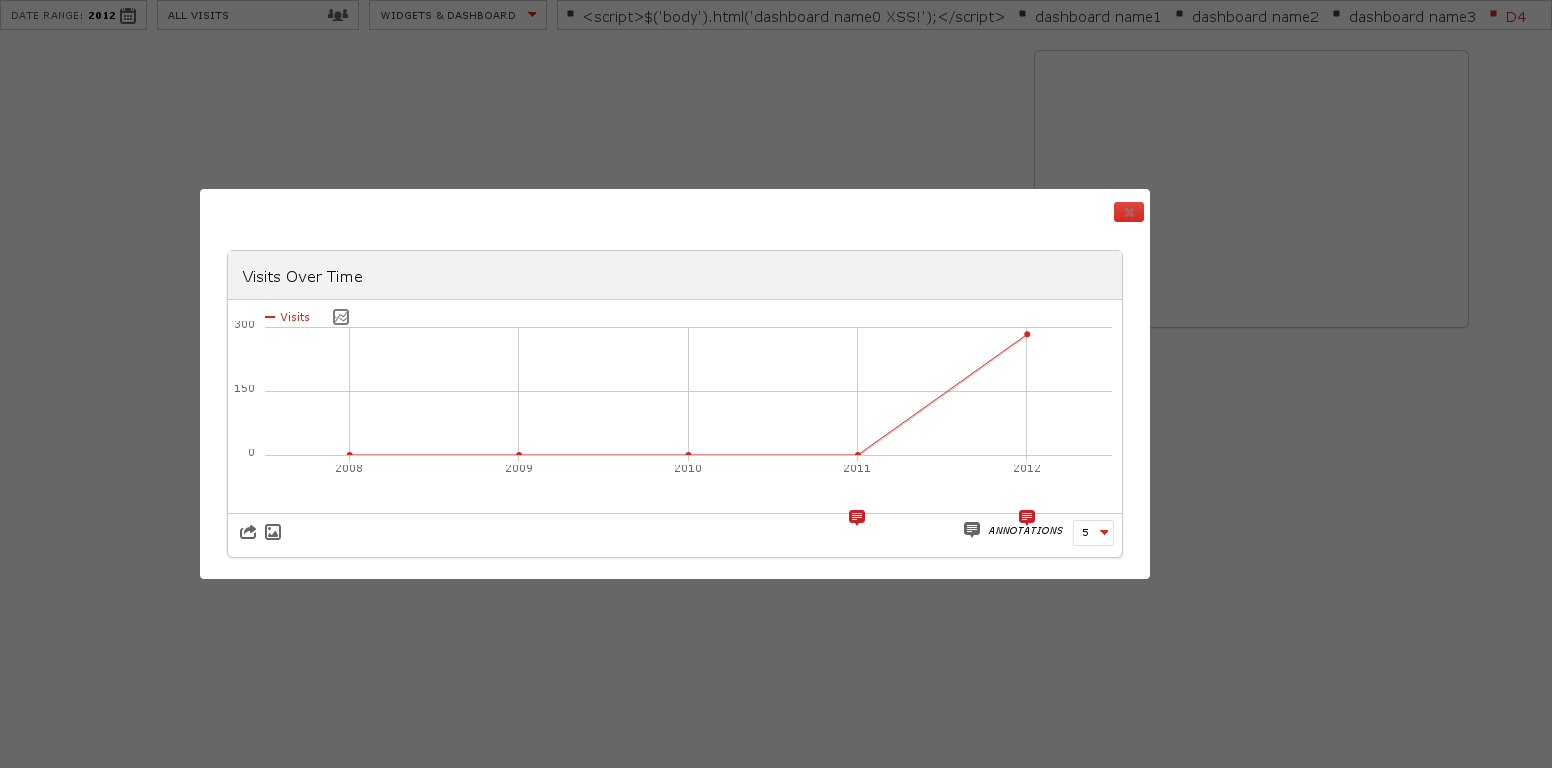 DATE RANGE: 2012
ALL VISITS
WIDGETS & DASHBOARD
<script>$('body').html('dashboard name0 XSS!');</script>
dashboard name1
dashboard name2
dashboard name3
D4
Visits Over Time
Visits
300
150
0
2008 2009 2010 2011 2012
ANNOTATIONS
5